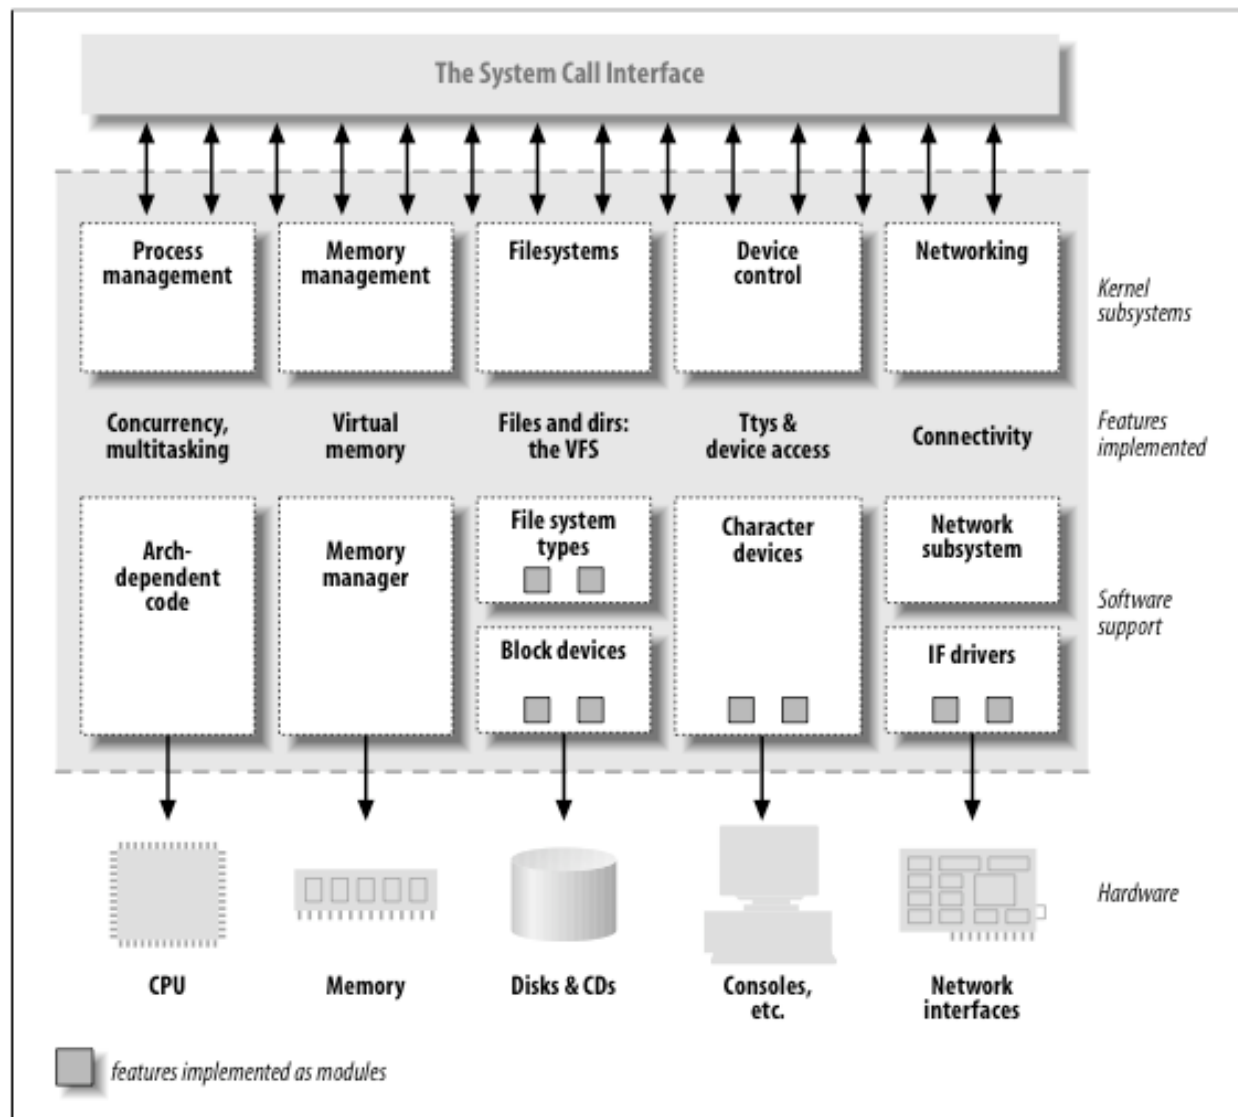 The System Call Interface
Process
management
Memory
management
Filesystems
Device
control
Networking
Kernel
subsystems
Concurrency,
multitasking
Virtual
memory
Files and dirs:
the VFS
Ttys &
device access
Connectivity
Features
implemented
Arch-
dependent
code
Memory
manager
File system
types
Character
devices
Network
subsystem
Block devices
IF drivers
Software
support
Hardware
CPU
Memory
Disks & CDs
Consoles,
etc.
Network
interfaces
features implemented as modules